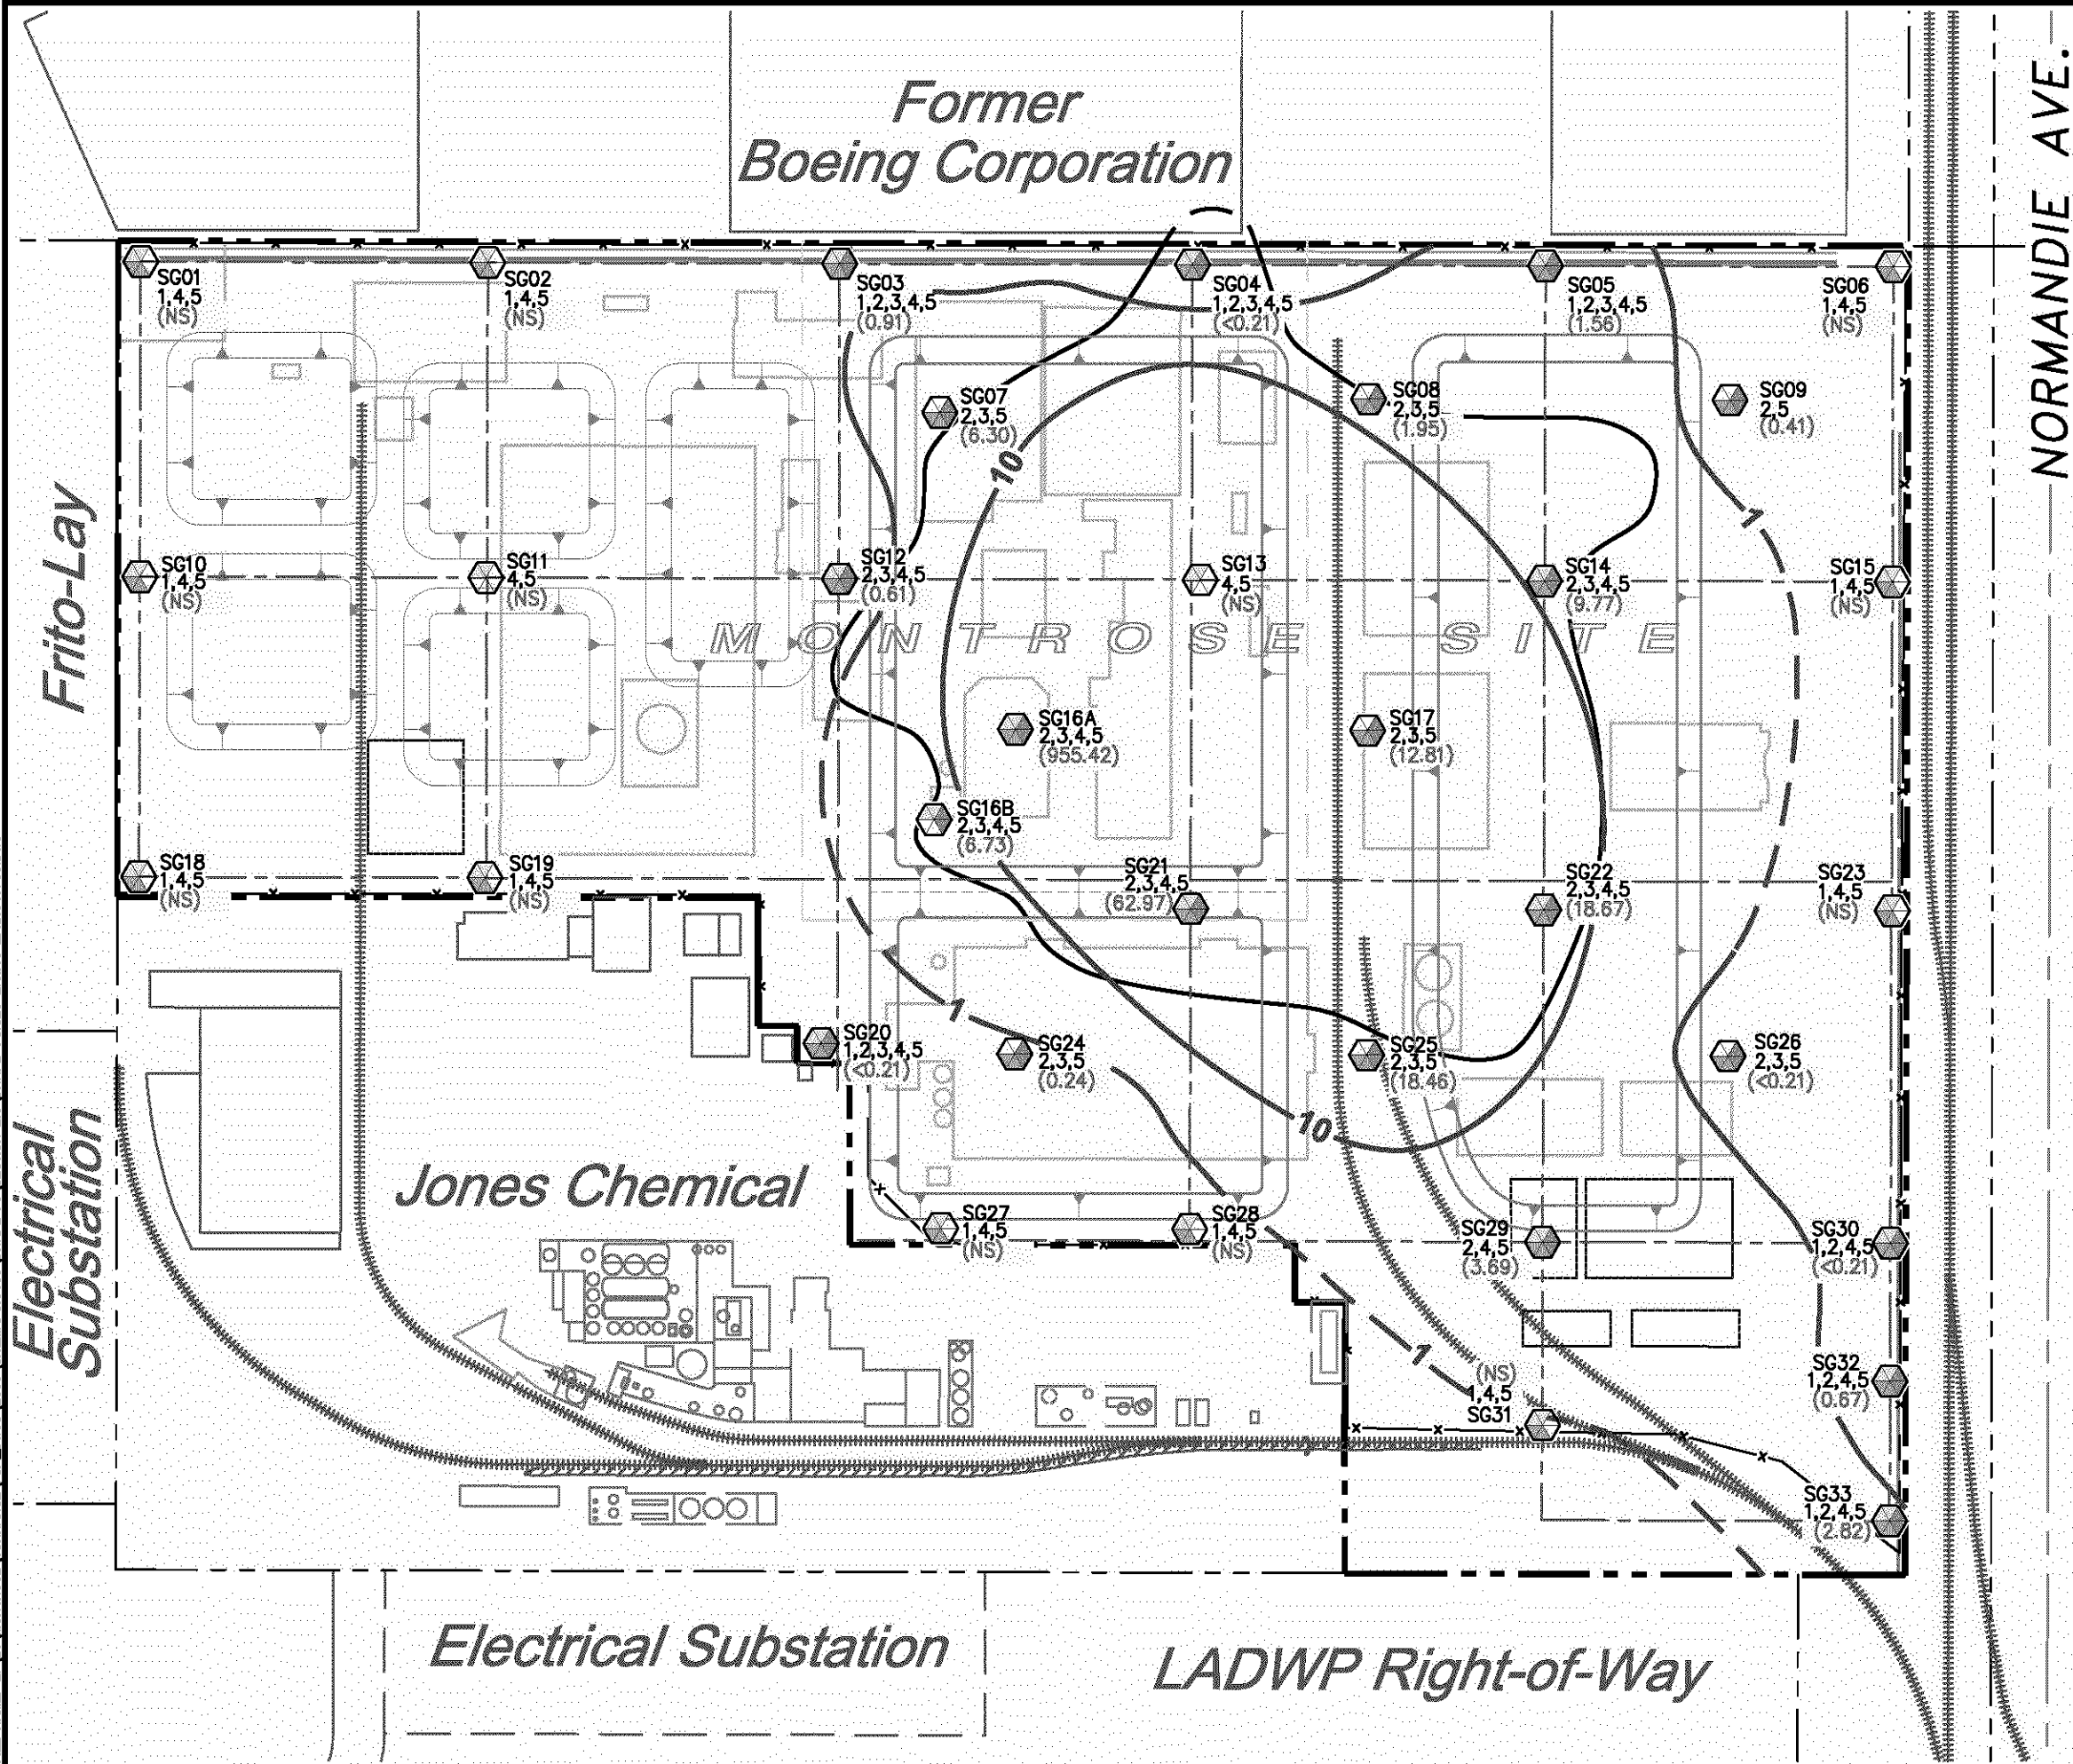 Former
Boeing Corporation
NORMANDIE AVE.
SG01
1,4,5
(NS)
SG02
1,4,5
(NS)
SG03
1,2,3,4,5
(0.91)
SG04
1,2,3,4,5
(<0.21)
SG05
1,2,3,4,5
(1.56)
SG06
1,4,5
(NS)
SG07
2,3,5
(6.30)
SG08
2,3,5
(1.95)
SG09
2,5
(0.41)
10
1
Frito-Lay
SG10
1,4,5
(NS)
SG11
4,5
(NS)
SG12
2,3,4,5
(0.61)
SG13
4,5
(NS)
SG14
2,3,4,5
(9.77)
SG15
1,4,5
(NS)
MONTROSE SITE
SG16A
2,3,4,5
(955.42)
SG17
2,3,5
(12.81)
SG16B
2,3,4,5
(6.73)
SG18
1,4,5
(NS)
SG19
1,4,5
(NS)
SG21
2,3,4,5
(62.97)
SG22
2,3,4,5
(18.67)
SG23
1,4,5
(NS)
1
SG20
1,2,3,4,5
(<0.21)
SG24
2,3,5
(0.24)
SG25
2,3,5
(18.46)
SG26
2,3,5
(<0.21)
10
Electrical
Substation
Jones Chemical
SG27
1,4,5
(NS)
SG28
1,4,5
(NS)
SG29
2,4,5
(3.69)
SG30
1,2,4,5
(<0.21)
1
(NS)
1,4,5
SG31
SG32
1,2,4,5
(0.67)
SG33
1,2,4,5
(2.82)
Electrical Substation
LADWP Right-of-Way